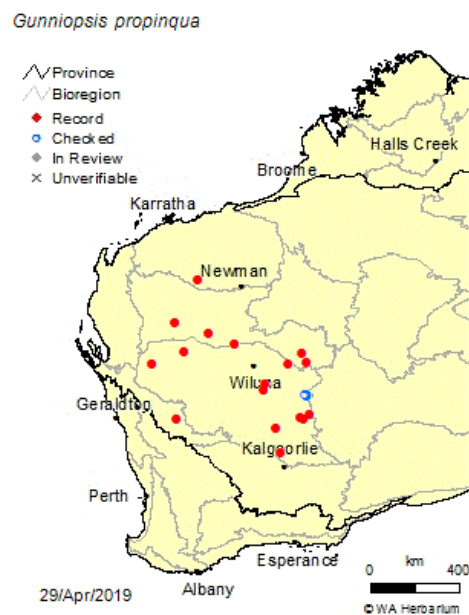 Gunniopsis propinqua
Province
Bioregion
Record
Checked
In Review
Unverifiable
Halls Creek
Broome
Karratha
Newman
Wiluna
Geraldton
Kalgoorlie
Perth
Esperance
Albany
0 km 400
29/Apr/2019
© WA Herbarium